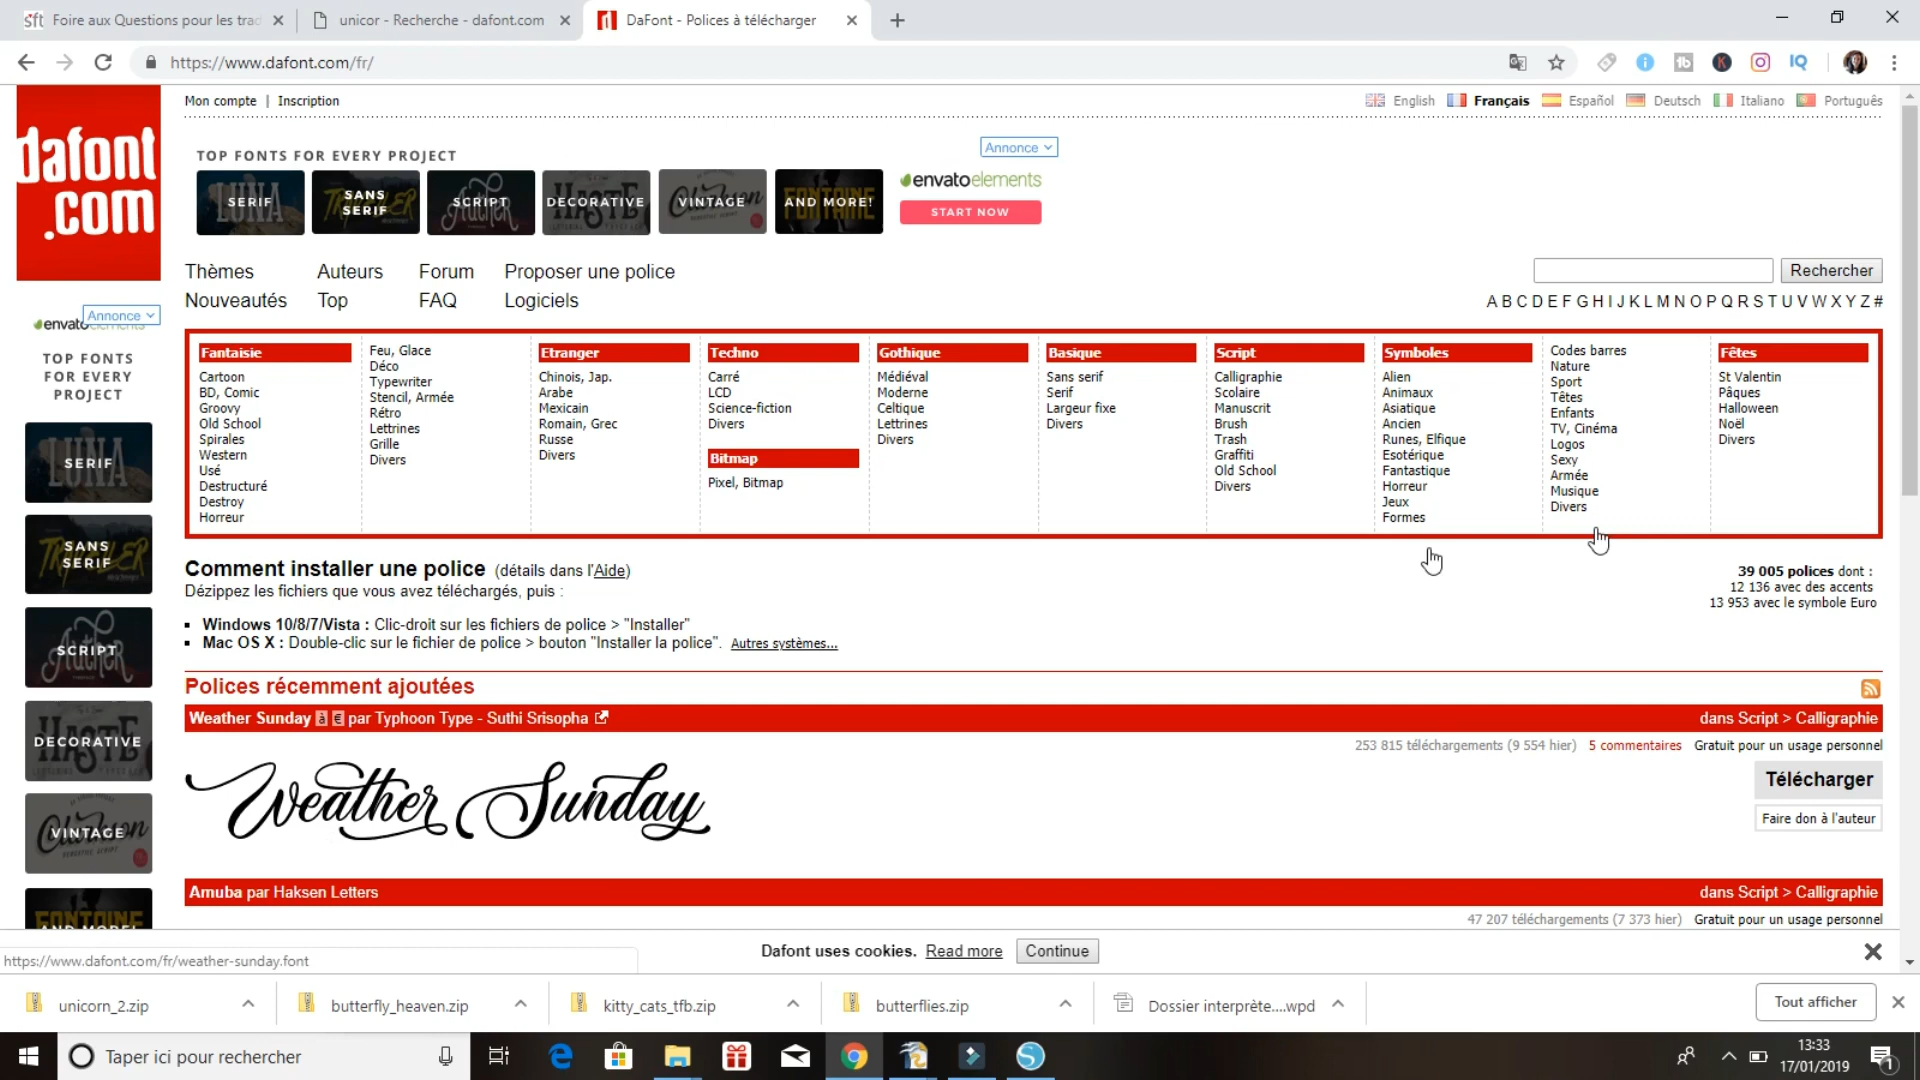 Foire aux Questions pour les trad
unicor - Recherche - dafont.com
DaFont - Polices à télécharger
https://www.dafont.com/fr/
dafont
.com
Mon compte | Inscription
English Français Español Deutsch Italiano Português
TOP FONTS FOR EVERY PROJECT
Annonce
SERIF
SANS
SERIF
SCRIPT
DECORATIVE
VINTAGE
AND MORE!
envatoelements
START NOW
Thèmes Auteurs Forum Proposer une police
Nouveautés Top FAQ Logiciels
Rechercher
A B C D E F G H I J K L M N O P Q R S T U V W X Y Z #
Annonce
TOP FONTS
FOR EVERY
PROJECT
SERIF
SANS
SERIF
SCRIPT
DECORATIVE
VINTAGE
Fantaisie
Cartoon
BD, Comic
Groovy
Old School
Spirales
Western
Usé
Destructuré
Destroy
Horreur
Feu, Glace
Déco
Typewriter
Stencil, Armée
Rétro
Lettrines
Grille
Divers
Etranger
Chinois, Jap.
Arabe
Mexicain
Romain, Grec
Russe
Divers
Techno
Carré
LCD
Science-fiction
Divers
Bitmap
Pixel, Bitmap
Gothique
Médiéval
Moderne
Celtique
Lettrines
Divers
Basique
Sans serif
Serif
Largeur fixe
Divers
Script
Calligraphie
Scolaire
Manuscrit
Brush
Trash
Graffiti
Old School
Divers
Symboles
Alien
Animaux
Asiatique
Ancien
Runes, Elfique
Esotérique
Fantastique
Horreur
Jeux
Formes
Codes barres
Nature
Sport
Têtes
Enfants
TV, Cinéma
Logos
Sexy
Armée
Musique
Divers
Fêtes
St Valentin
Pâques
Halloween
Noël
Divers
Comment installer une police (détails dans l'Aide)
Dézippez les fichiers que vous avez téléchargés, puis :
Windows 10/8/7/Vista : Clic-droit sur les fichiers de police > "Installer"
Mac OS X : Double-clic sur le fichier de police > bouton "Installer la police". Autres systèmes...
39 005 polices dont :
12 136 avec des accents
13 953 avec le symbole Euro
Polices récemment ajoutées
Weather Sunday à € par Typhoon Type - Suthi Srisopha
dans Script > Calligraphie
253 815 téléchargements (9 554 hier) 5 commentaires Gratuit pour un usage personnel
Weather Sunday
Télécharger
Faire don à l'auteur
Amuba par Haksen Letters
dans Script > Calligraphie
47 207 téléchargements (7 373 hier) Gratuit pour un usage personnel
Dafont uses cookies. Read more Continue
https://www.dafont.com/fr/weather-sunday.font
unicorn_2.zip
butterfly_heaven.zip
kitty_cats_tfb.zip
butterflies.zip
Dossier interprète....wpd
Tout afficher
Taper ici pour rechercher
13:33
17/01/2019
1